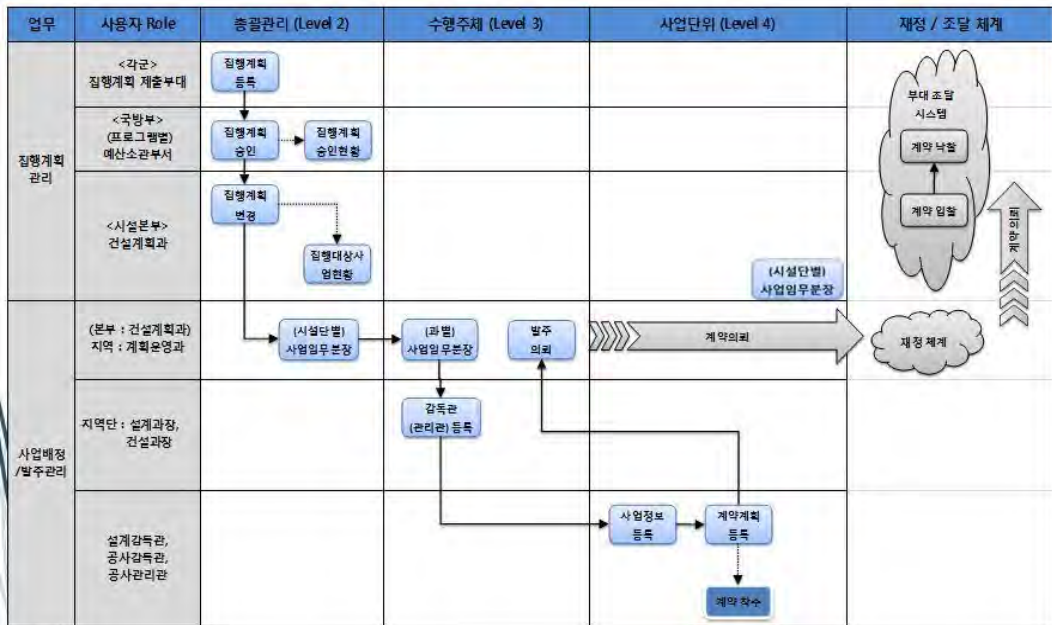 업무
사용자 Role
총괄관리 (Level 2)
수행주체 (Level 3)
사업단위 (Level 4)
재정 / 조달 체계
집행계획
관리
<각군>
집행계획 제출부대
집행계획
등록
<국방부>
(프로그램별)
예산소관부서
집행계획
승인
집행계획
승인현황
<시설본부>
건설계획과
집행계획
변경
집행대상사
업현황
(시설단별)
사업임무분장
부대 조달
시스템
계약 낙찰
계약 입찰
계약의뢰
사업배정
/발주관리
(본부 : 건설계획과)
지역 : 계획운영과
(시설단별)
사업임무분장
(과별)
사업임무분장
발주
의뢰
계약의뢰
재정 체계
지역단 : 설계과장,
건설과장
감독관
(관리관) 등록
설계감독관,
공사감독관,
공사관리관
사업정보
등록
계약계획
등록
계약 착수